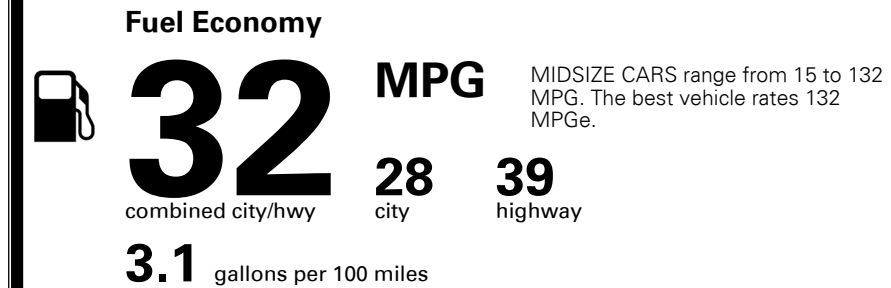 Fuel Economy
32 MPG
MIDSIZE CARS range from 15 to 132
MPG. The best vehicle rates 132
MPGe.
28 39
combined city/hwy city highway
3.1 gallons per 100 miles